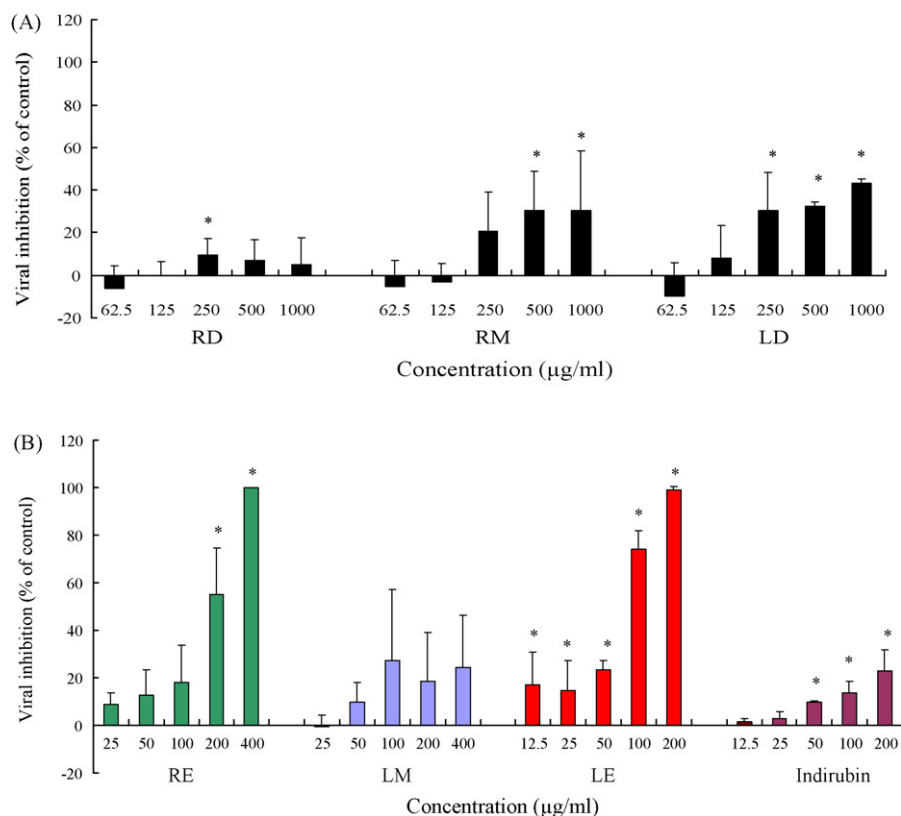 (A)
120
100
80
60
40
20
0
-20
Viral inhibition (% of control)
* * * * * *
62.5 125 250 500 1000 62.5 125 250 500 1000 62.5 125 250 500 1000
RD RM LD
Concentration (µg/ml)
(B)
120
100
80
60
40
20
0
-20
Viral inhibition (% of control)
* * * * * * * * * *
25 50 100 200 400 25 50 100 200 400 12.5 25 50 100 200 12.5 25 50 100 200
RE LM LE Indirubin
Concentration (µg/ml)